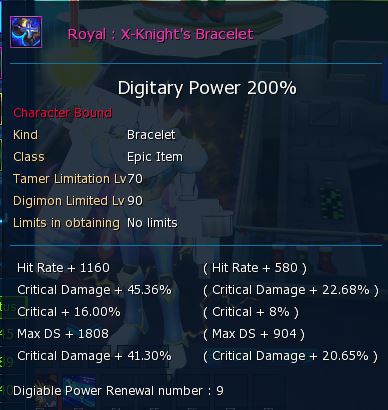 Royal : X-Knight's Bracelet
Digitary Power 200%
Character Bound
Kind Bracelet
Class Epic Item
Tamer Limitation Lv 70
Digimon Limited Lv 90
Limits in obtaining No limits
Hit Rate + 1160 ( Hit Rate + 580 )
Critical Damage + 45.36% ( Critical Damage + 22.68% )
Critical + 16.00% ( Critical + 8% )
Max DS + 1808 ( Max DS + 904 )
Critical Damage + 41.30% ( Critical Damage + 20.65% )
Digiable Power Renewal number : 9